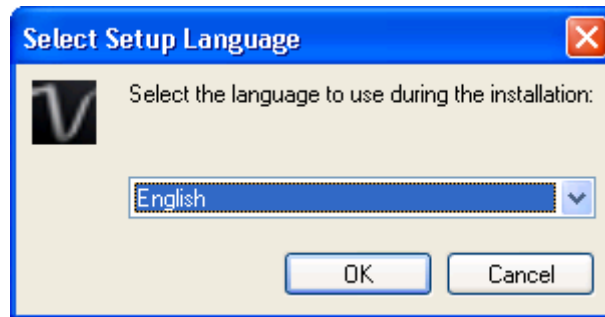 Select Setup Language
Select the language to use during the installation:
English
OK
Cancel